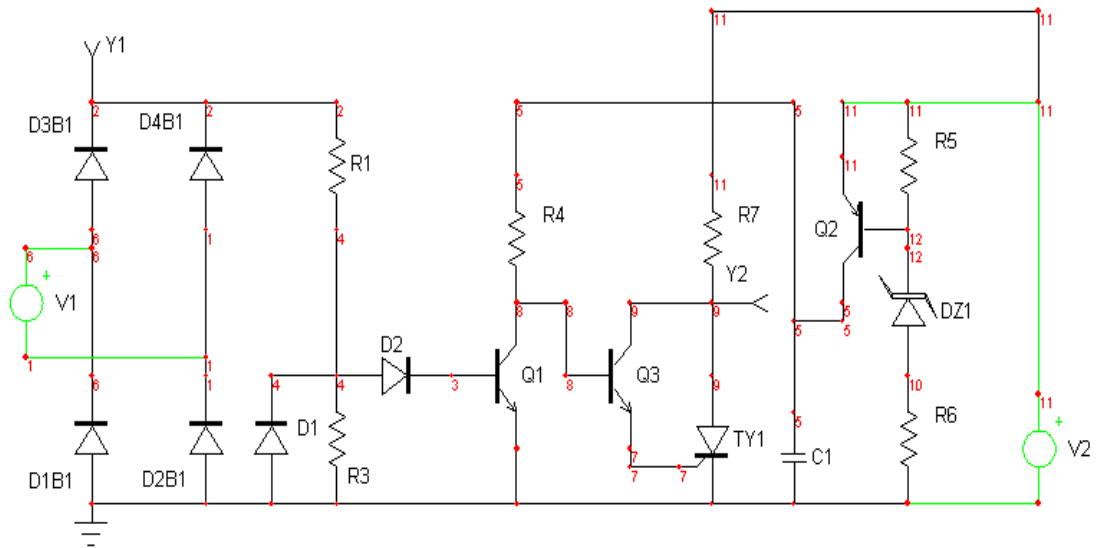 11 11
Y1
2 2 2 5 5 11 11 11
D3B1 D4B1 R1 R5
11
5 11
R4 R7 Q2
6 1 4 12
6 6 12
+ Y2
V1 8 8 9 9 5 DZ1
5 5
1 1
D2 Q1 Q3
6 1 4 4 3 8 9 10
11
D1 5 R6 +
TY1
7 C1 V2
D1B1 D2B1 R3 7 7